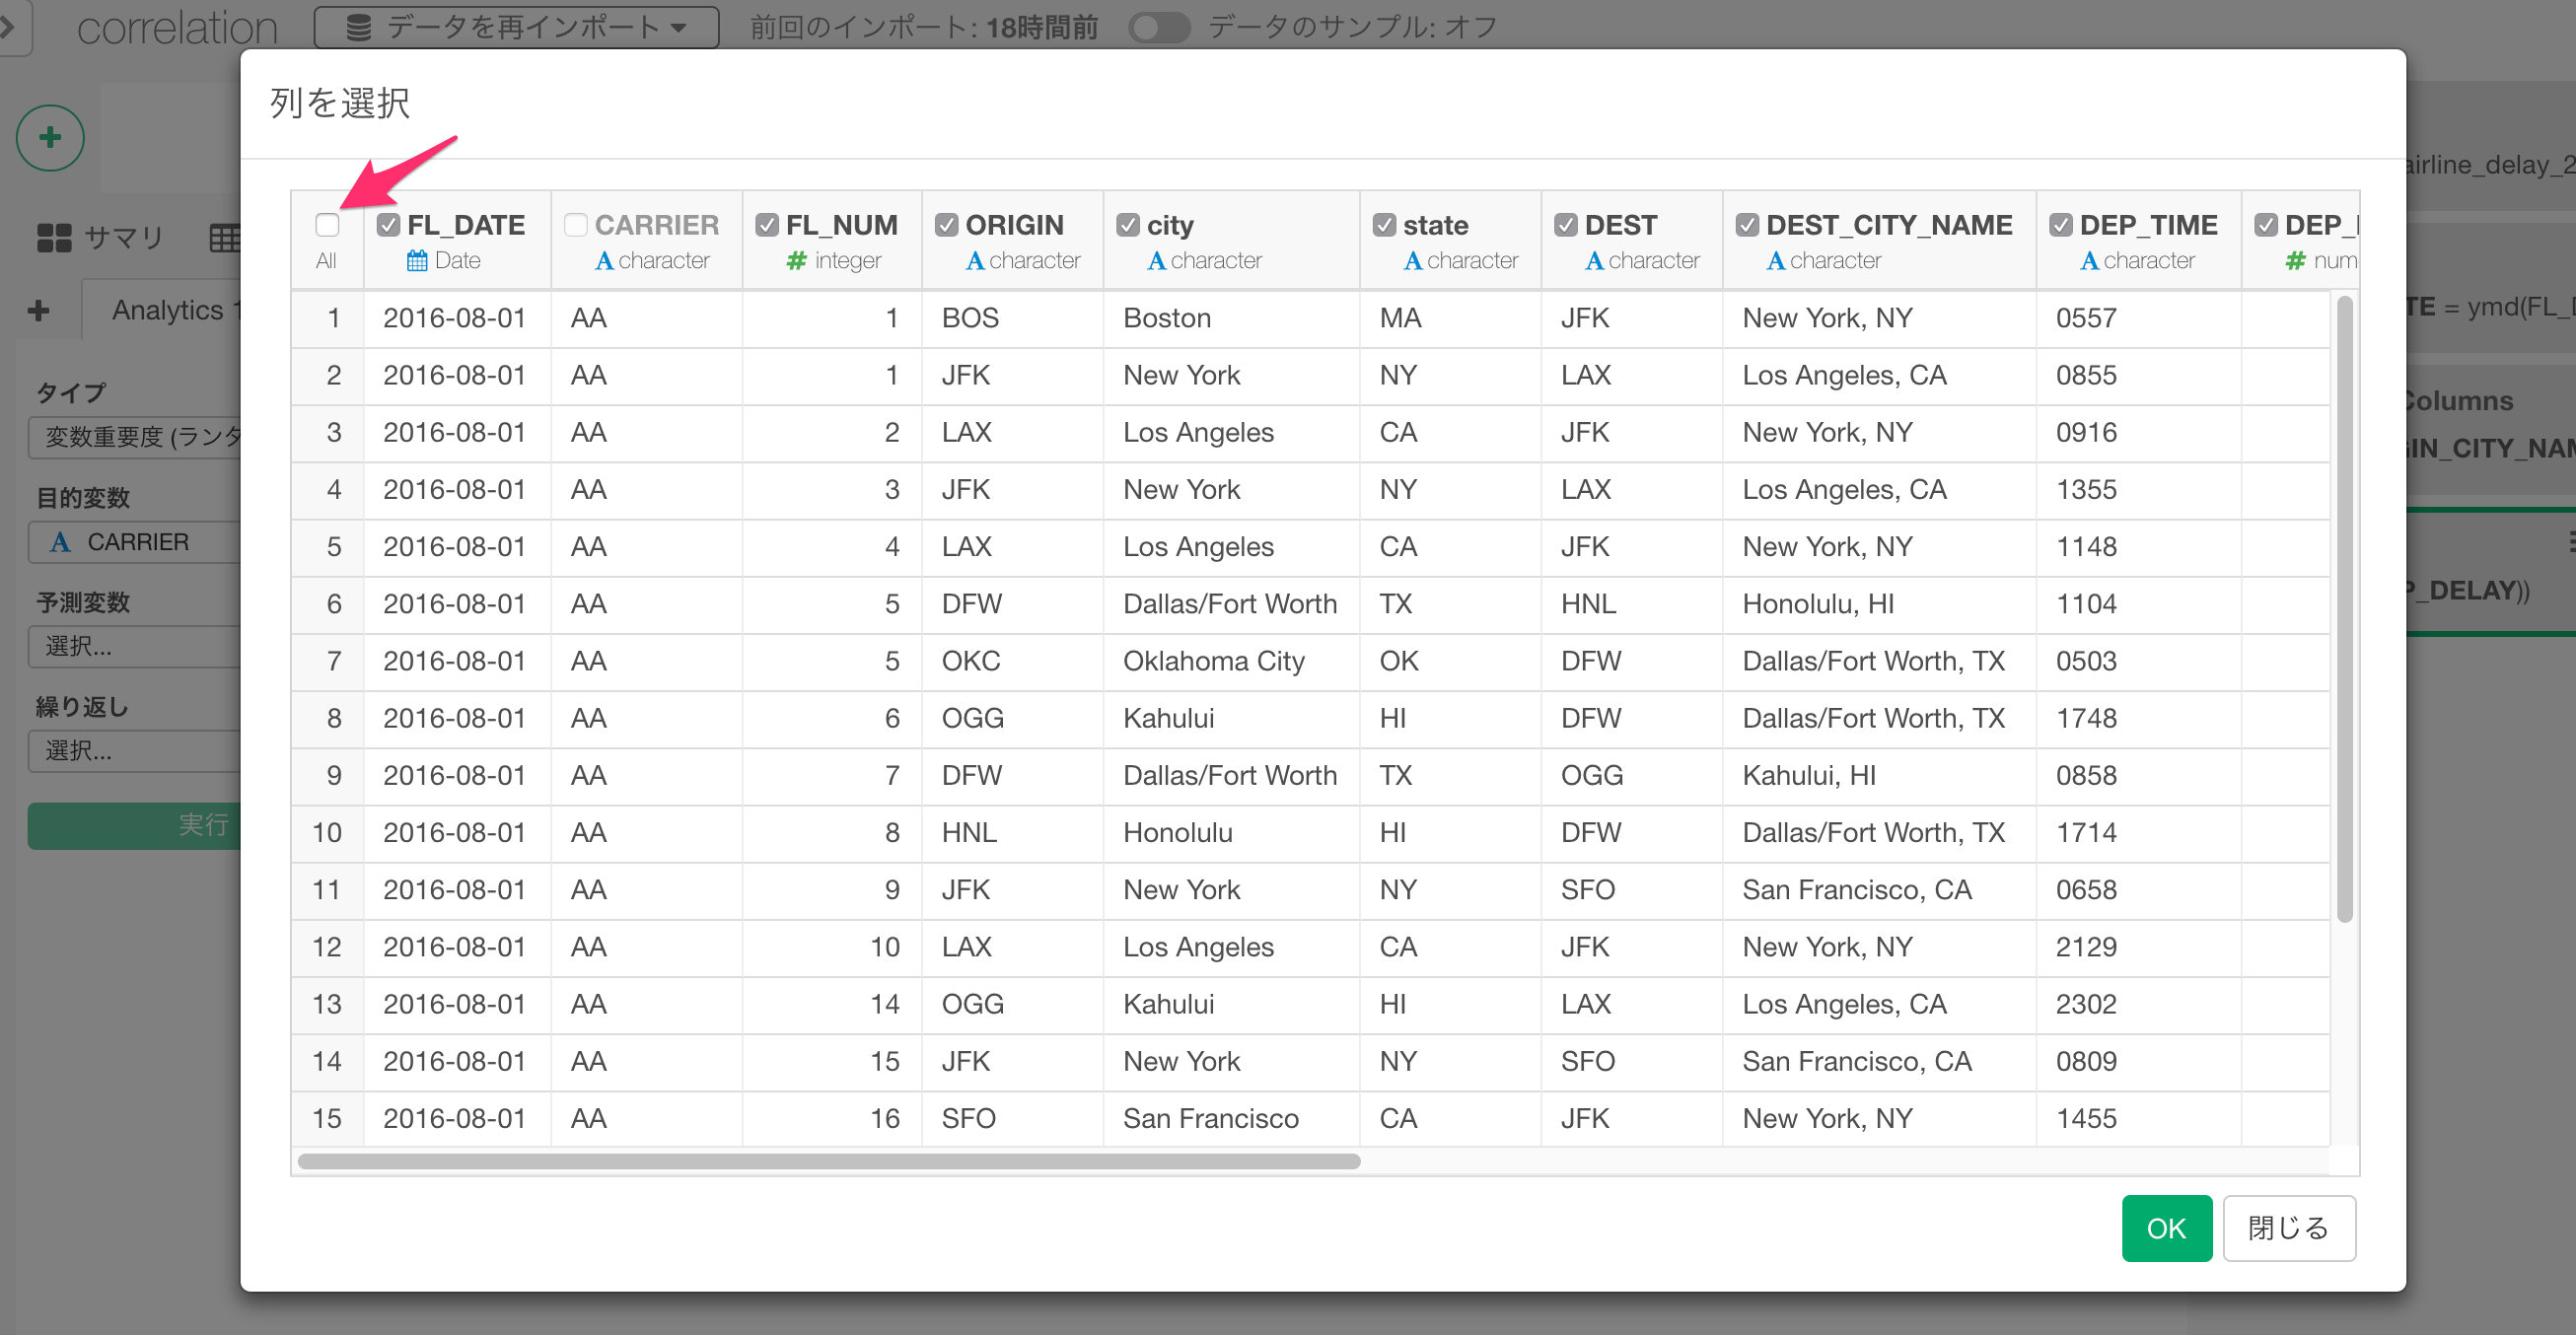 correlation データを再インポート 前回のインポート: 18時間前 データのサンプル: オフ
列を選択
サマリ
Analytics 1
タイプ
変数重要度 (ランダ
目的変数
A CARRIER
予測変数
選択...
繰り返し
選択...
実行
All
FL_DATE CARRIER FL_NUM ORIGIN city state DEST DEST_CITY_NAME DEP_TIME DEP_
Date A character # integer A character A character A character A character A character A character # num
1 2016-08-01 AA 1 BOS Boston MA JFK New York, NY 0557
2 2016-08-01 AA 1 JFK New York NY LAX Los Angeles, CA 0855
3 2016-08-01 AA 2 LAX Los Angeles CA JFK New York, NY 0916
4 2016-08-01 AA 3 JFK New York NY LAX Los Angeles, CA 1355
5 2016-08-01 AA 4 LAX Los Angeles CA JFK New York, NY 1148
6 2016-08-01 AA 5 DFW Dallas/Fort Worth TX HNL Honolulu, HI 1104
7 2016-08-01 AA 5 OKC Oklahoma City OK DFW Dallas/Fort Worth, TX 0503
8 2016-08-01 AA 6 OGG Kahului HI DFW Dallas/Fort Worth, TX 1748
9 2016-08-01 AA 7 DFW Dallas/Fort Worth TX OGG Kahului, HI 0858
10 2016-08-01 AA 8 HNL Honolulu HI DFW Dallas/Fort Worth, TX 1714
11 2016-08-01 AA 9 JFK New York NY SFO San Francisco, CA 0658
12 2016-08-01 AA 10 LAX Los Angeles CA JFK New York, NY 2129
13 2016-08-01 AA 14 OGG Kahului HI LAX Los Angeles, CA 2302
14 2016-08-01 AA 15 JFK New York NY SFO San Francisco, CA 0809
15 2016-08-01 AA 16 SFO San Francisco CA JFK New York, NY 1455
OK 閉じる
airline_delay_2
TE = ymd(FL_
Columns
GIN_CITY_NAM
P_DELAY))